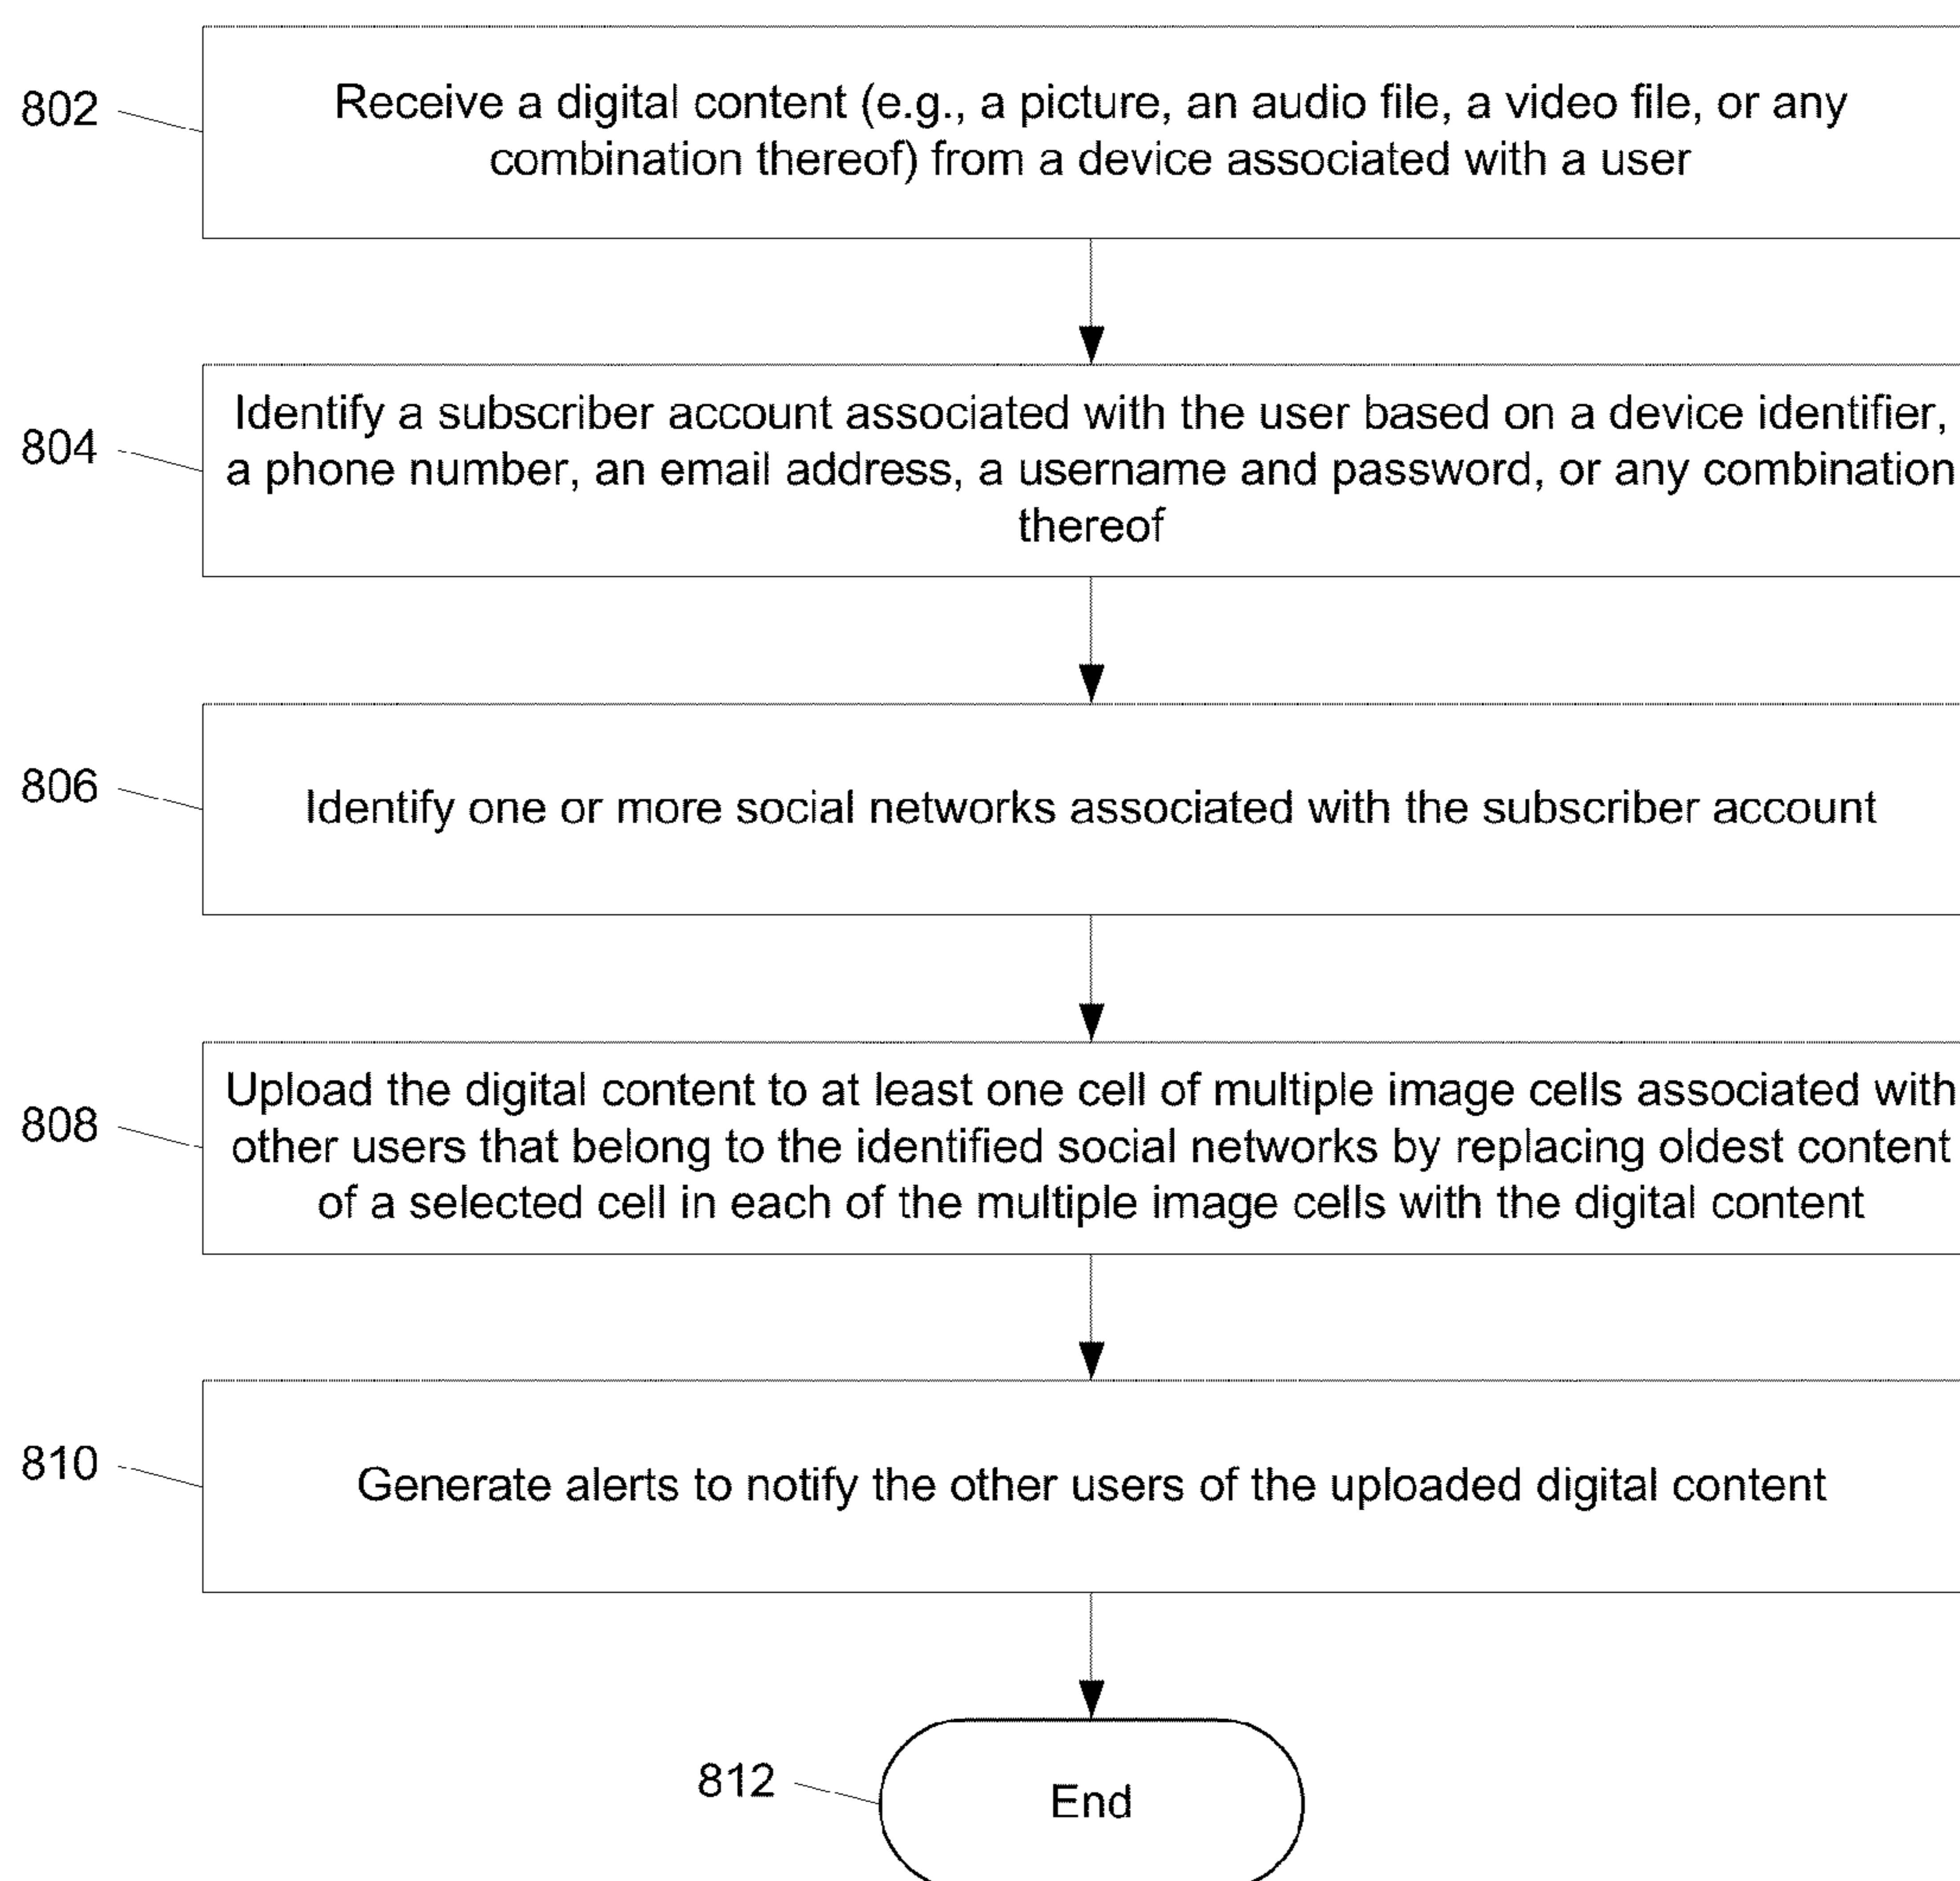 802
Receive a digital content (e.g., a picture, an audio file, a video file, or any
combination thereof) from a device associated with a user
804
Identify a subscriber account associated with the user based on a device identifier,
a phone number, an email address, a username and password, or any combination
thereof
806
Identify one or more social networks associated with the subscriber account
808
Upload the digital content to at least one cell of multiple image cells associated with
other users that belong to the identified social networks by replacing oldest content
of a selected cell in each of the multiple image cells with the digital content
810
Generate alerts to notify the other users of the uploaded digital content
812
End